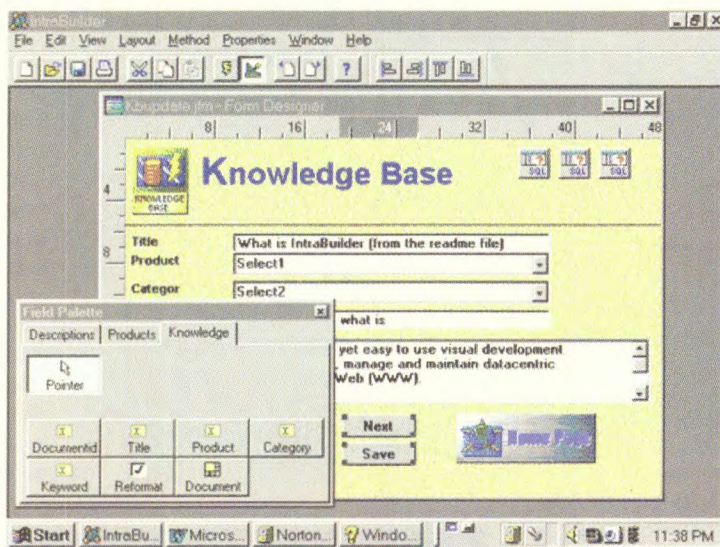 IntraBuilder
File Edit View Layout Method Properties Window Help
Kbupdate.jfm - Form Designer
8 16 24 32 40 48
4
8
KNOWLEDGE
BASE
Knowledge Base
SQL SQL SQL
Title What is IntraBuilder (from the readme file)
Product Select1
Categor Select2
what is
yet easy to use visual development
, manage and maintain datacentric
Web (WWW).
Next
Save
Home Page
Field Palette
Descriptions Products Knowledge
Pointer
Documentid Title Product Category
Keyword Reformat Document
Start IntraBu... Micros... Norton... Windo... 11:38 PM